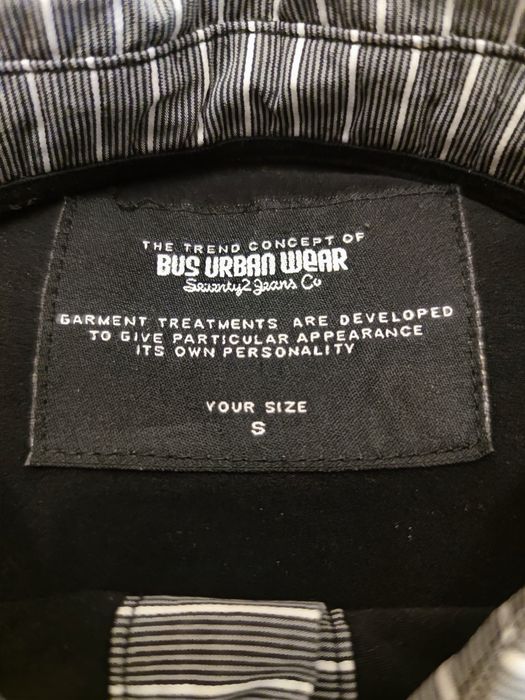 THE TREND CONCEPT OF
BUS URBAN WEAR
Seventy2 Jeans Co
GARMENT TREATMENTS ARE DEVELOPED
TO GIVE PARTICULAR APPEARANCE
ITS OWN PERSONALITY
YOUR SIZE
S